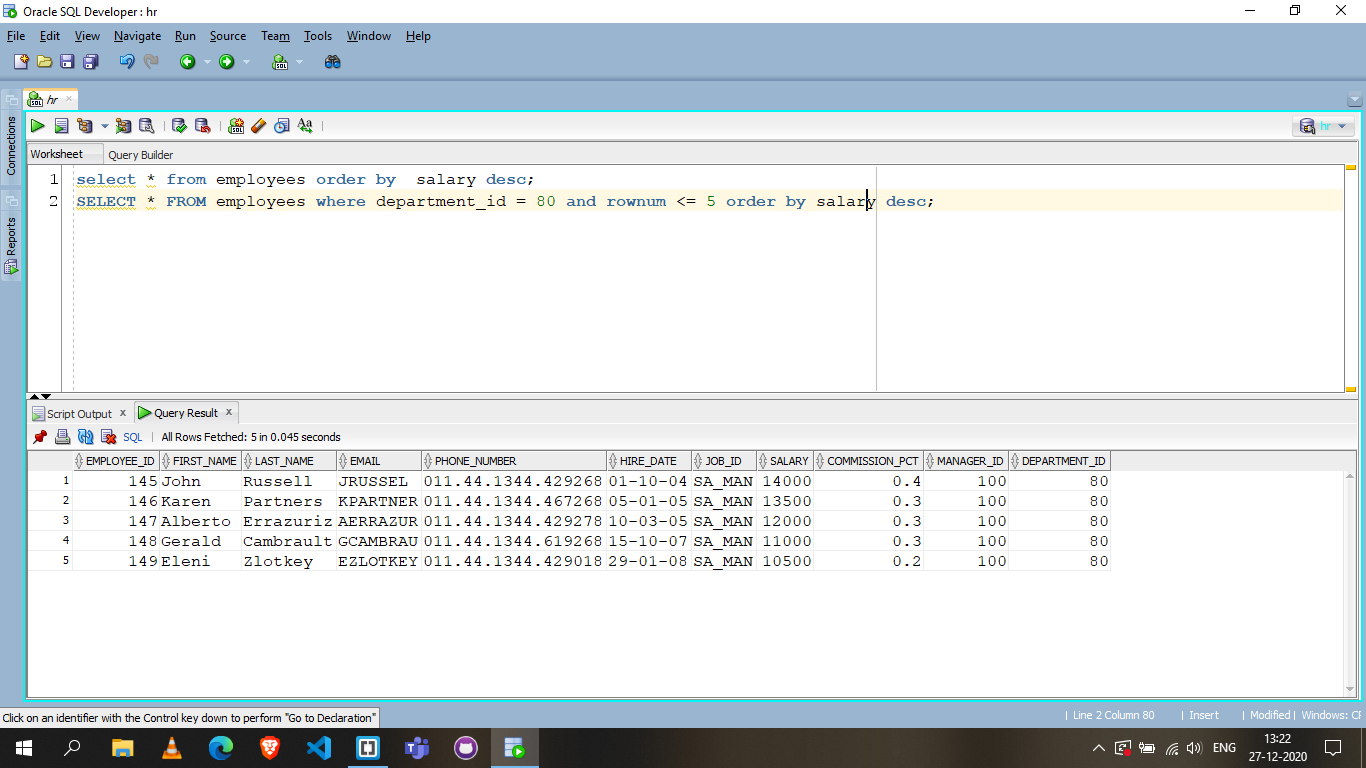 Oracle SQL Developer : hr
File Edit View Navigate Run Source Team Tools Window Help
hr
Connections
Reports
hr
Worksheet Query Builder
1 select * from employees order by  salary desc;
2 SELECT * FROM employees where department_id = 80 and rownum <= 5 order by salary desc;
Script Output x Query Result x
SQL | All Rows Fetched: 5 in 0.045 seconds
EMPLOYEE_ID FIRST_NAME LAST_NAME EMAIL PHONE_NUMBER HIRE_DATE JOB_ID SALARY COMMISSION_PCT MANAGER_ID DEPARTMENT_ID
1 145 John Russell JRUSSEL 011.44.1344.429268 01-10-04 SA_MAN 14000 0.4 100 80
2 146 Karen Partners KPARTNER 011.44.1344.467268 05-01-05 SA_MAN 13500 0.3 100 80
3 147 Alberto Errazuriz AERRAZUR 011.44.1344.429278 10-03-05 SA_MAN 12000 0.3 100 80
4 148 Gerald Cambrault GCAMBRAU 011.44.1344.619268 15-10-07 SA_MAN 11000 0.3 100 80
5 149 Eleni Zlotkey EZLOTKEY 011.44.1344.429018 29-01-08 SA_MAN 10500 0.2 100 80
Click on an identifier with the Control key down to perform "Go to Declaration"
| Line 2 Column 80 | Insert | Modified | Windows: CF
ENG 13:22
27-12-2020